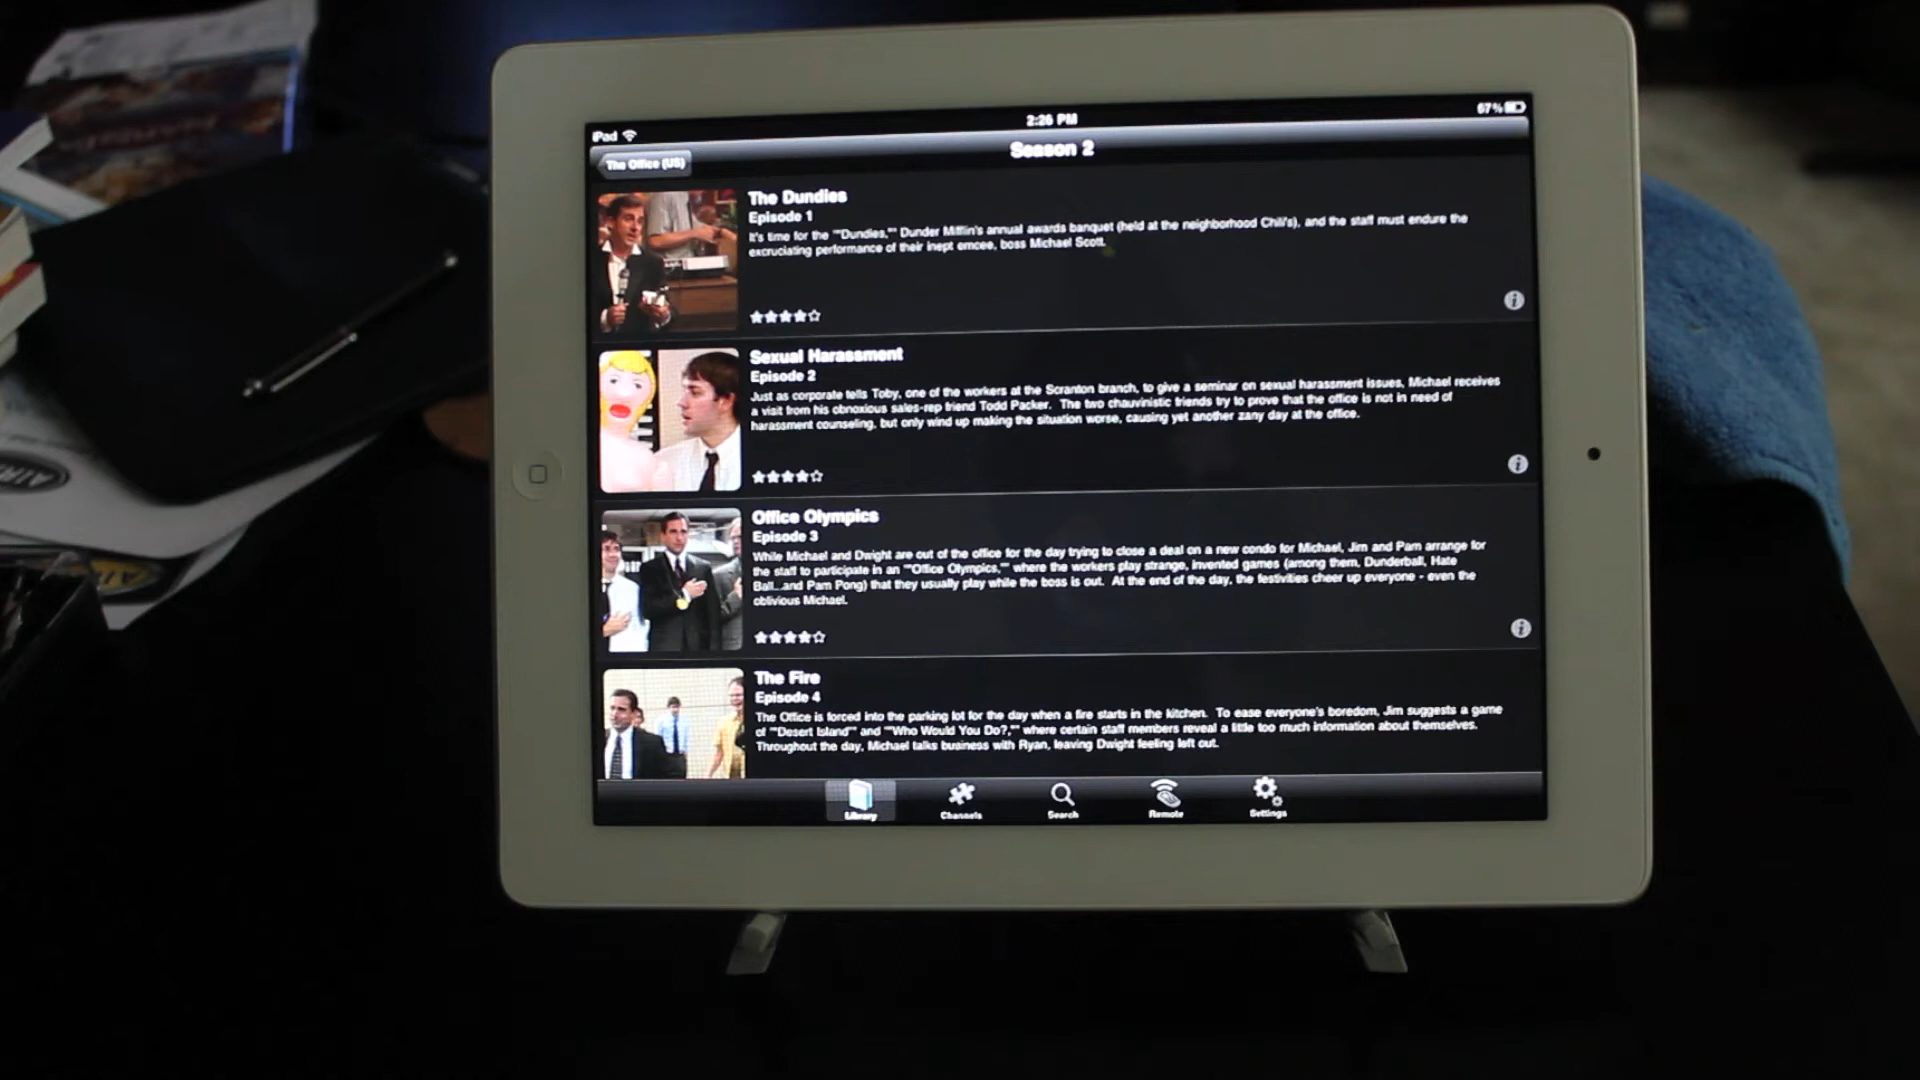 iPad
2:26 PM
67%
The Office (US)
Season 2
The Dundies
Episode 1
It's time for the ""Dundies,"" Dunder Mifflin's annual awards banquet (held at the neighborhood Chili's), and the staff must endure the
excruciating performance of their inept emcee, boss Michael Scott.
Sexual Harassment
Episode 2
Just as corporate tells Toby, one of the workers at the Scranton branch, to give a seminar on sexual harassment issues, Michael receives
a visit from his obnoxious sales-rep friend Todd Packer. The two chauvinistic friends try to prove that the office is not in need of
harassment counseling, but only wind up making the situation worse, causing yet another zany day at the office.
Office Olympics
Episode 3
While Michael and Dwight are out of the office for the day trying to close a deal on a new condo for Michael, Jim and Pam arrange for
the staff to participate in an ""Office Olympics,"" where the workers play strange, invented games (among them, Dunderball, Hate
Ball...and Pam Pong) that they usually play while the boss is out. At the end of the day, the festivities cheer up everyone - even the
oblivious Michael.
The Fire
Episode 4
The Office is forced into the parking lot for the day when a fire starts in the kitchen. To ease everyone's boredom, Jim suggests a game
of ""Desert Island"" and ""Who Would You Do?,"" where certain staff members reveal a little too much information about themselves.
Throughout the day, Michael talks business with Ryan, leaving Dwight feeling left out.
Library
Channels
Search
Remote
Settings